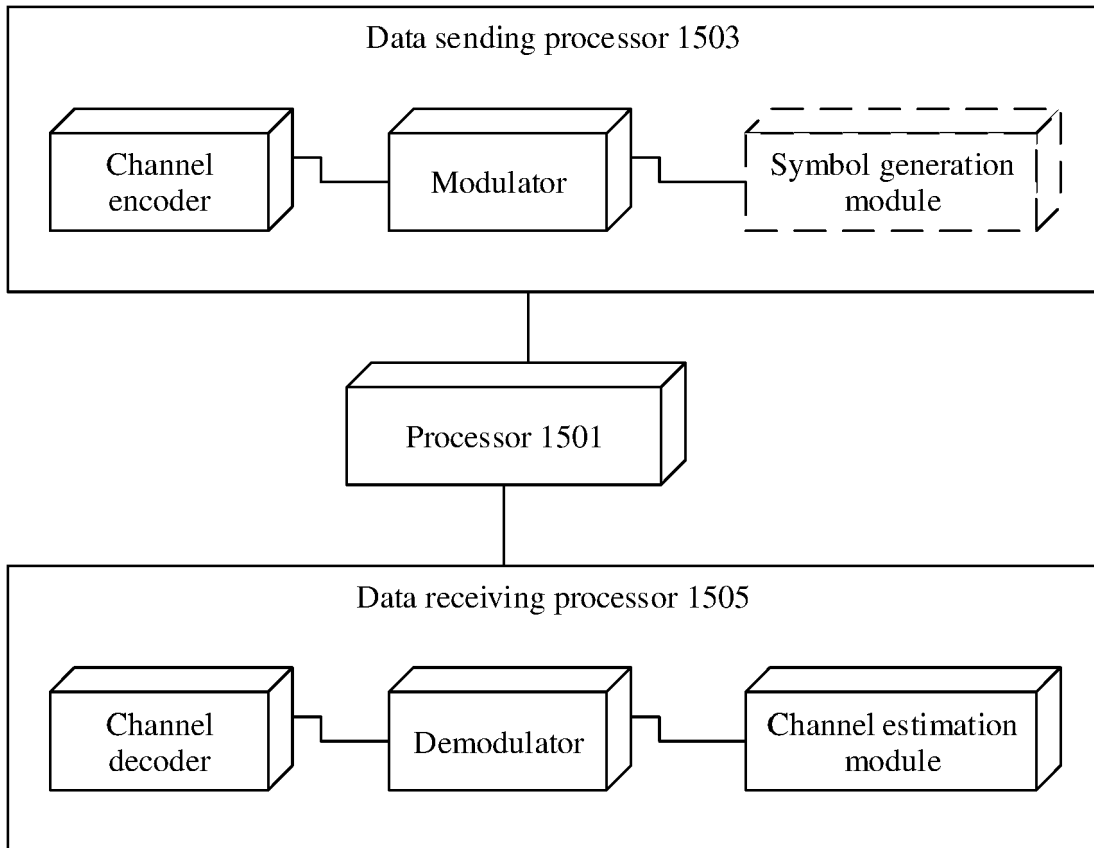 Data sending processor 1503
Channel
encoder
Modulator
Symbol generation
module
Processor 1501
Data receiving processor 1505
Channel
decoder
Demodulator
Channel estimation
module